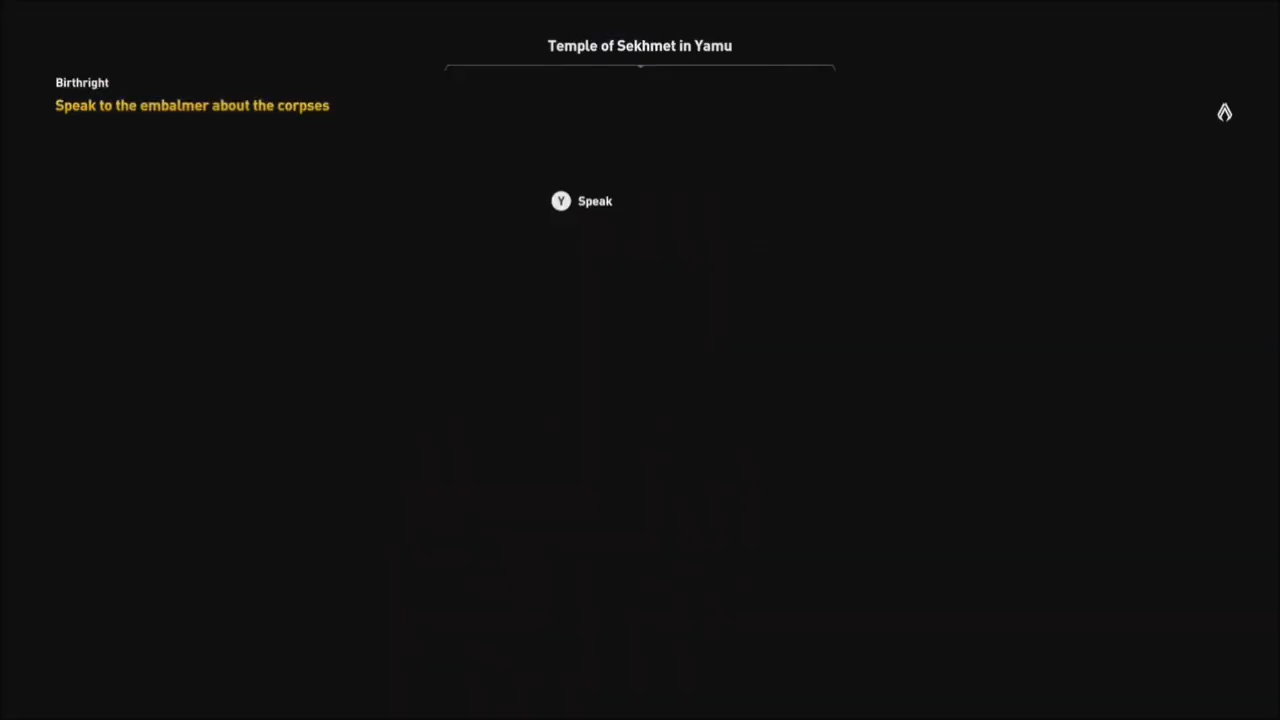 Temple of Sekhmet in Yamu
Birthright
Speak to the embalmer about the corpses
Y Speak